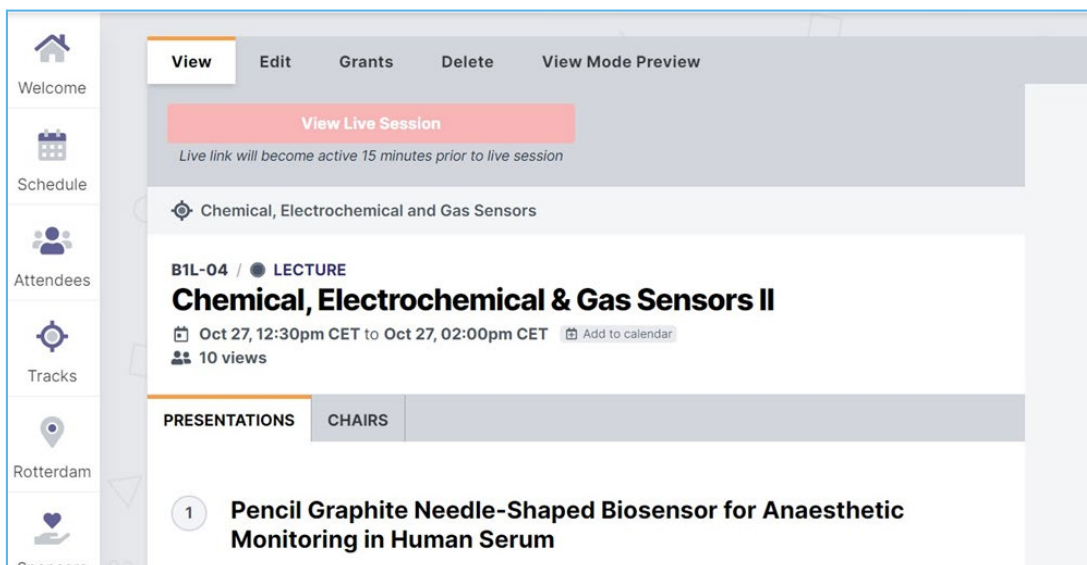 Welcome
Schedule
Attendees
Tracks
Rotterdam
View Edit Grants Delete View Mode Preview
View Live Session
Live link will become active 15 minutes prior to live session
Chemical, Electrochemical and Gas Sensors
B1L-04 / LECTURE
Chemical, Electrochemical & Gas Sensors II
Oct 27, 12:30pm CET to Oct 27, 02:00pm CET Add to calendar
10 views
PRESENTATIONS CHAIRS
1 Pencil Graphite Needle-Shaped Biosensor for Anaesthetic
Monitoring in Human Serum